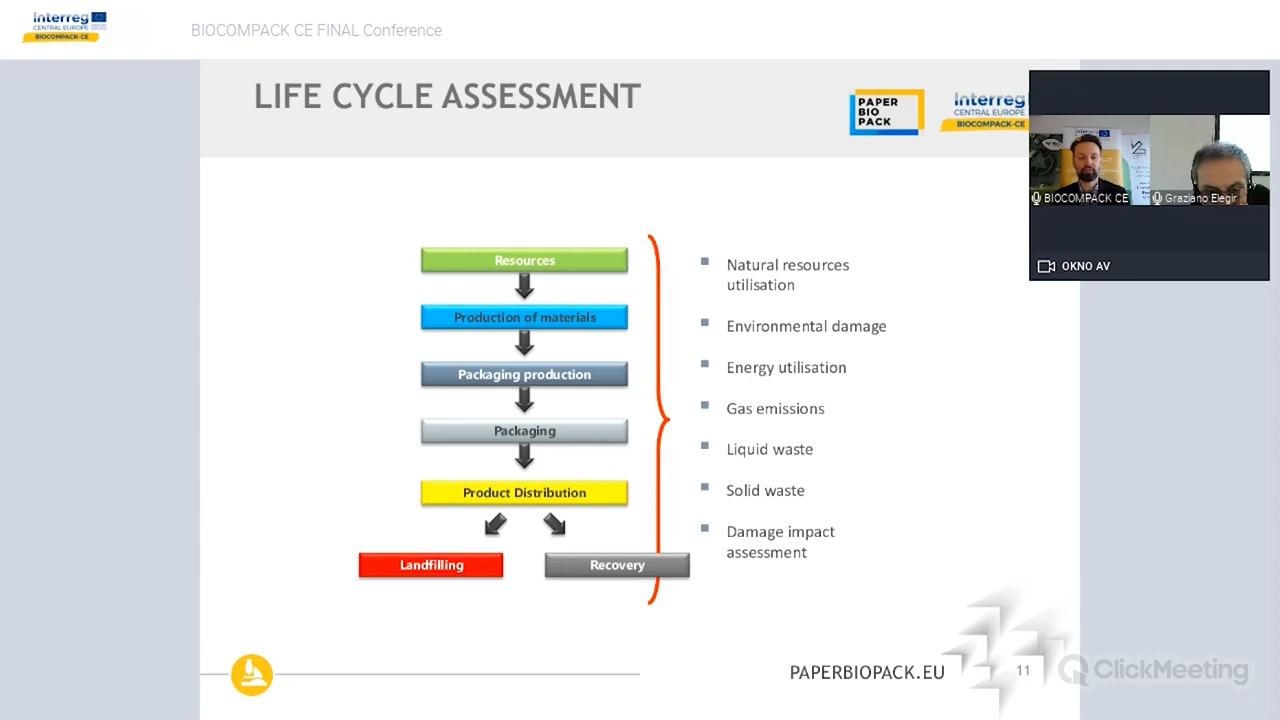 Interreg
CENTRAL EUROPE
BIOCOMPACK-CE
BIOCOMPACK CE FINAL Conference
LIFE CYCLE ASSESSMENT
PAPER
BIO
PACK
Interreg
CENTRAL EUROPE
BIOCOMPACK-CE
BIOCOMPACK CE
Graziano Elegir
OKNO AV
Resources
Production of materials
Packaging production
Packaging
Product Distribution
Landfilling
Recovery
Natural resources
utilisation
Environmental damage
Energy utilisation
Gas emissions
Liquid waste
Solid waste
Damage impact
assessment
PAPERBIOPACK.EU
11
ClickMeeting